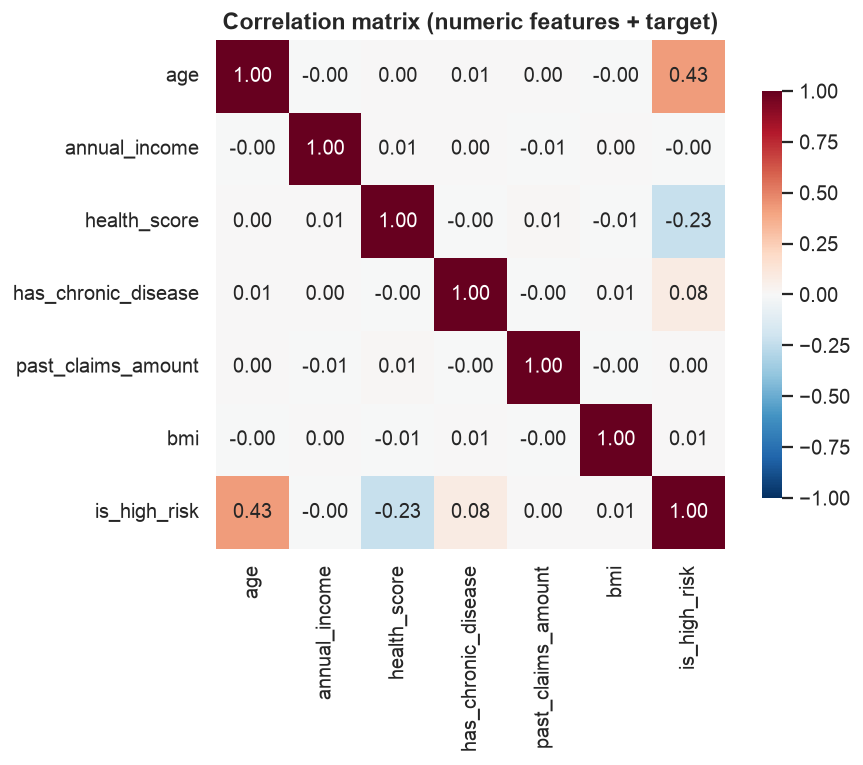 Correlation matrix (numeric features + target)
age 1.00 -0.00 0.00 0.01 0.00 -0.00 0.43
annual_income -0.00 1.00 0.01 0.00 -0.01 0.00 -0.00
health_score 0.00 0.01 1.00 -0.00 0.01 -0.01 -0.23
has_chronic_disease 0.01 0.00 -0.00 1.00 -0.00 0.01 0.08
past_claims_amount 0.00 -0.01 0.01 -0.00 1.00 -0.00 0.00
bmi -0.00 0.00 -0.01 0.01 -0.00 1.00 0.01
is_high_risk 0.43 -0.00 -0.23 0.08 0.00 0.01 1.00
age
annual_income
health_score
has_chronic_disease
past_claims_amount
bmi
is_high_risk
1.00
0.75
0.50
0.25
0.00
−0.25
−0.50
−0.75
−1.00